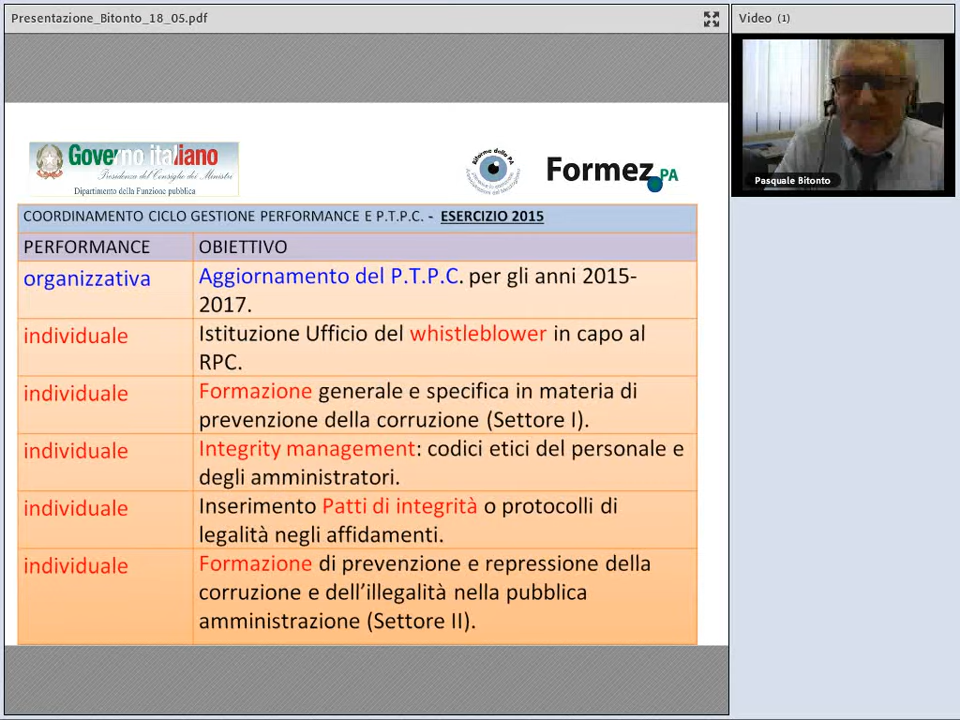 Presentazione_Bitonto_18_05.pdf
Video (1)
Pasquale Bitonto
Governo italiano
Presidenza del Consiglio dei Ministri
Dipartimento della Funzione pubblica
Riforma della PA
Formez PA
COORDINAMENTO CICLO GESTIONE PERFORMANCE E P.T.P.C. - ESERCIZIO 2015
PERFORMANCE
OBIETTIVO
organizzativa
Aggiornamento del P.T.P.C. per gli anni 2015-
2017.
individuale
Istituzione Ufficio del whistleblower in capo al
RPC.
individuale
Formazione generale e specifica in materia di
prevenzione della corruzione (Settore I).
individuale
Integrity management: codici etici del personale e
degli amministratori.
individuale
Inserimento Patti di integrità o protocolli di
legalità negli affidamenti.
individuale
Formazione di prevenzione e repressione della
corruzione e dell’illegalità nella pubblica
amministrazione (Settore II).